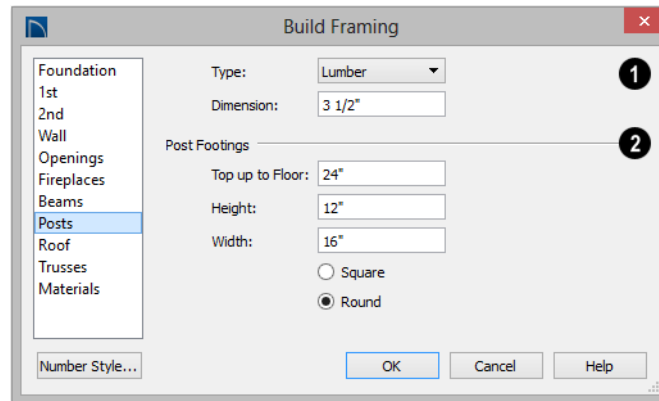 Build Framing
Foundation
1st
2nd
Wall
Openings
Fireplaces
Beams
Posts
Roof
Trusses
Materials
Type: Lumber 1
Dimension: 3 1/2"
Post Footings 2
Top up to Floor: 24"
Height: 12"
Width: 16"
Square
Round
Number Style... OK Cancel Help